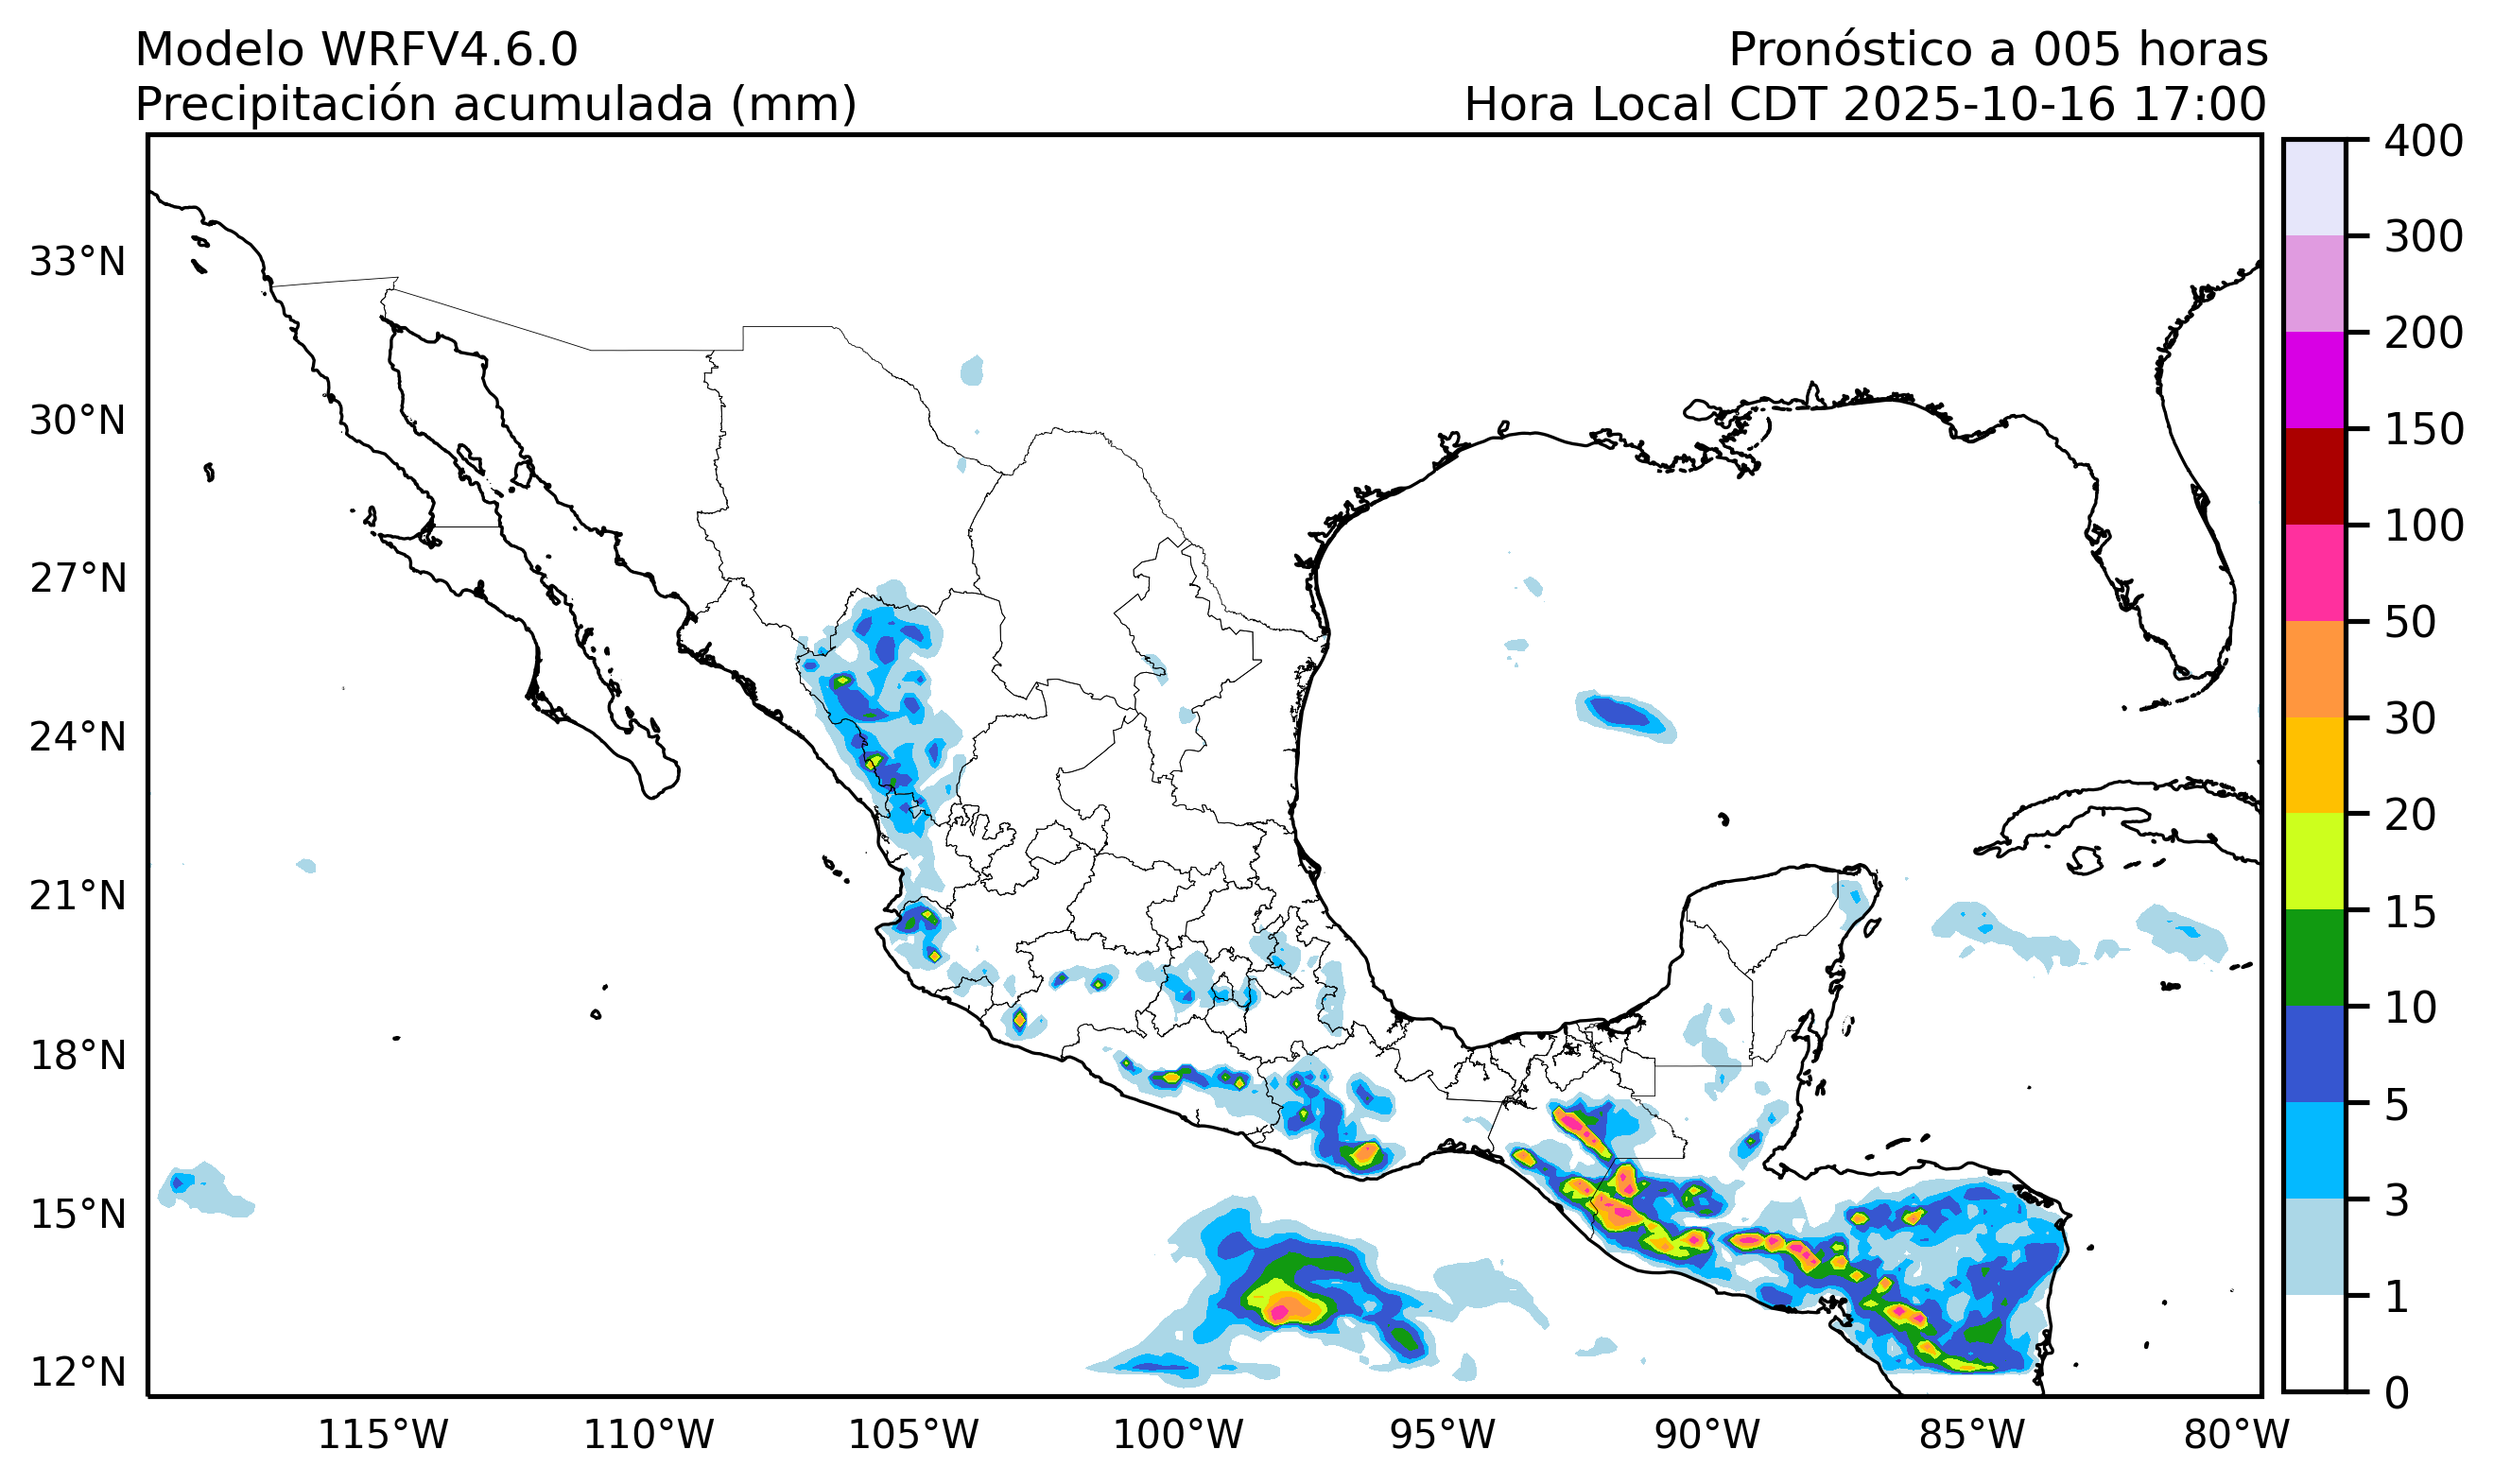 Modelo WRFV4.6.0
Pronóstico a 005 horas
Precipitación acumulada (mm)
Hora Local CDT 2025-10-16 17:00
400
300
200
150
100
50
30
20
15
10
5
3
1
0
33°N
30°N
27°N
24°N
21°N
18°N
15°N
12°N
115°W
110°W
105°W
100°W
95°W
90°W
85°W
80°W